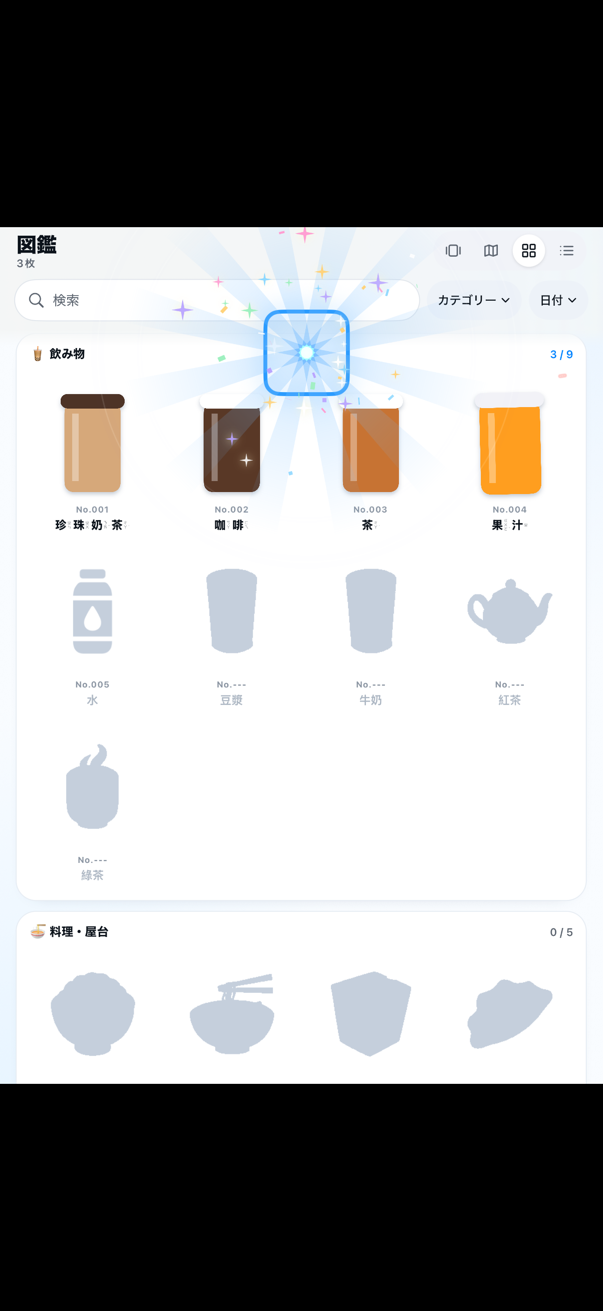 図鑑
3枚
検索
カテゴリー
日付
飲み物
3 / 9
No.001
珍珠奶茶
No.002
咖啡
No.003
茶
No.004
果汁
No.005
水
No.---
豆漿
No.---
牛奶
No.---
紅茶
No.---
綠茶
料理・屋台
0 / 5